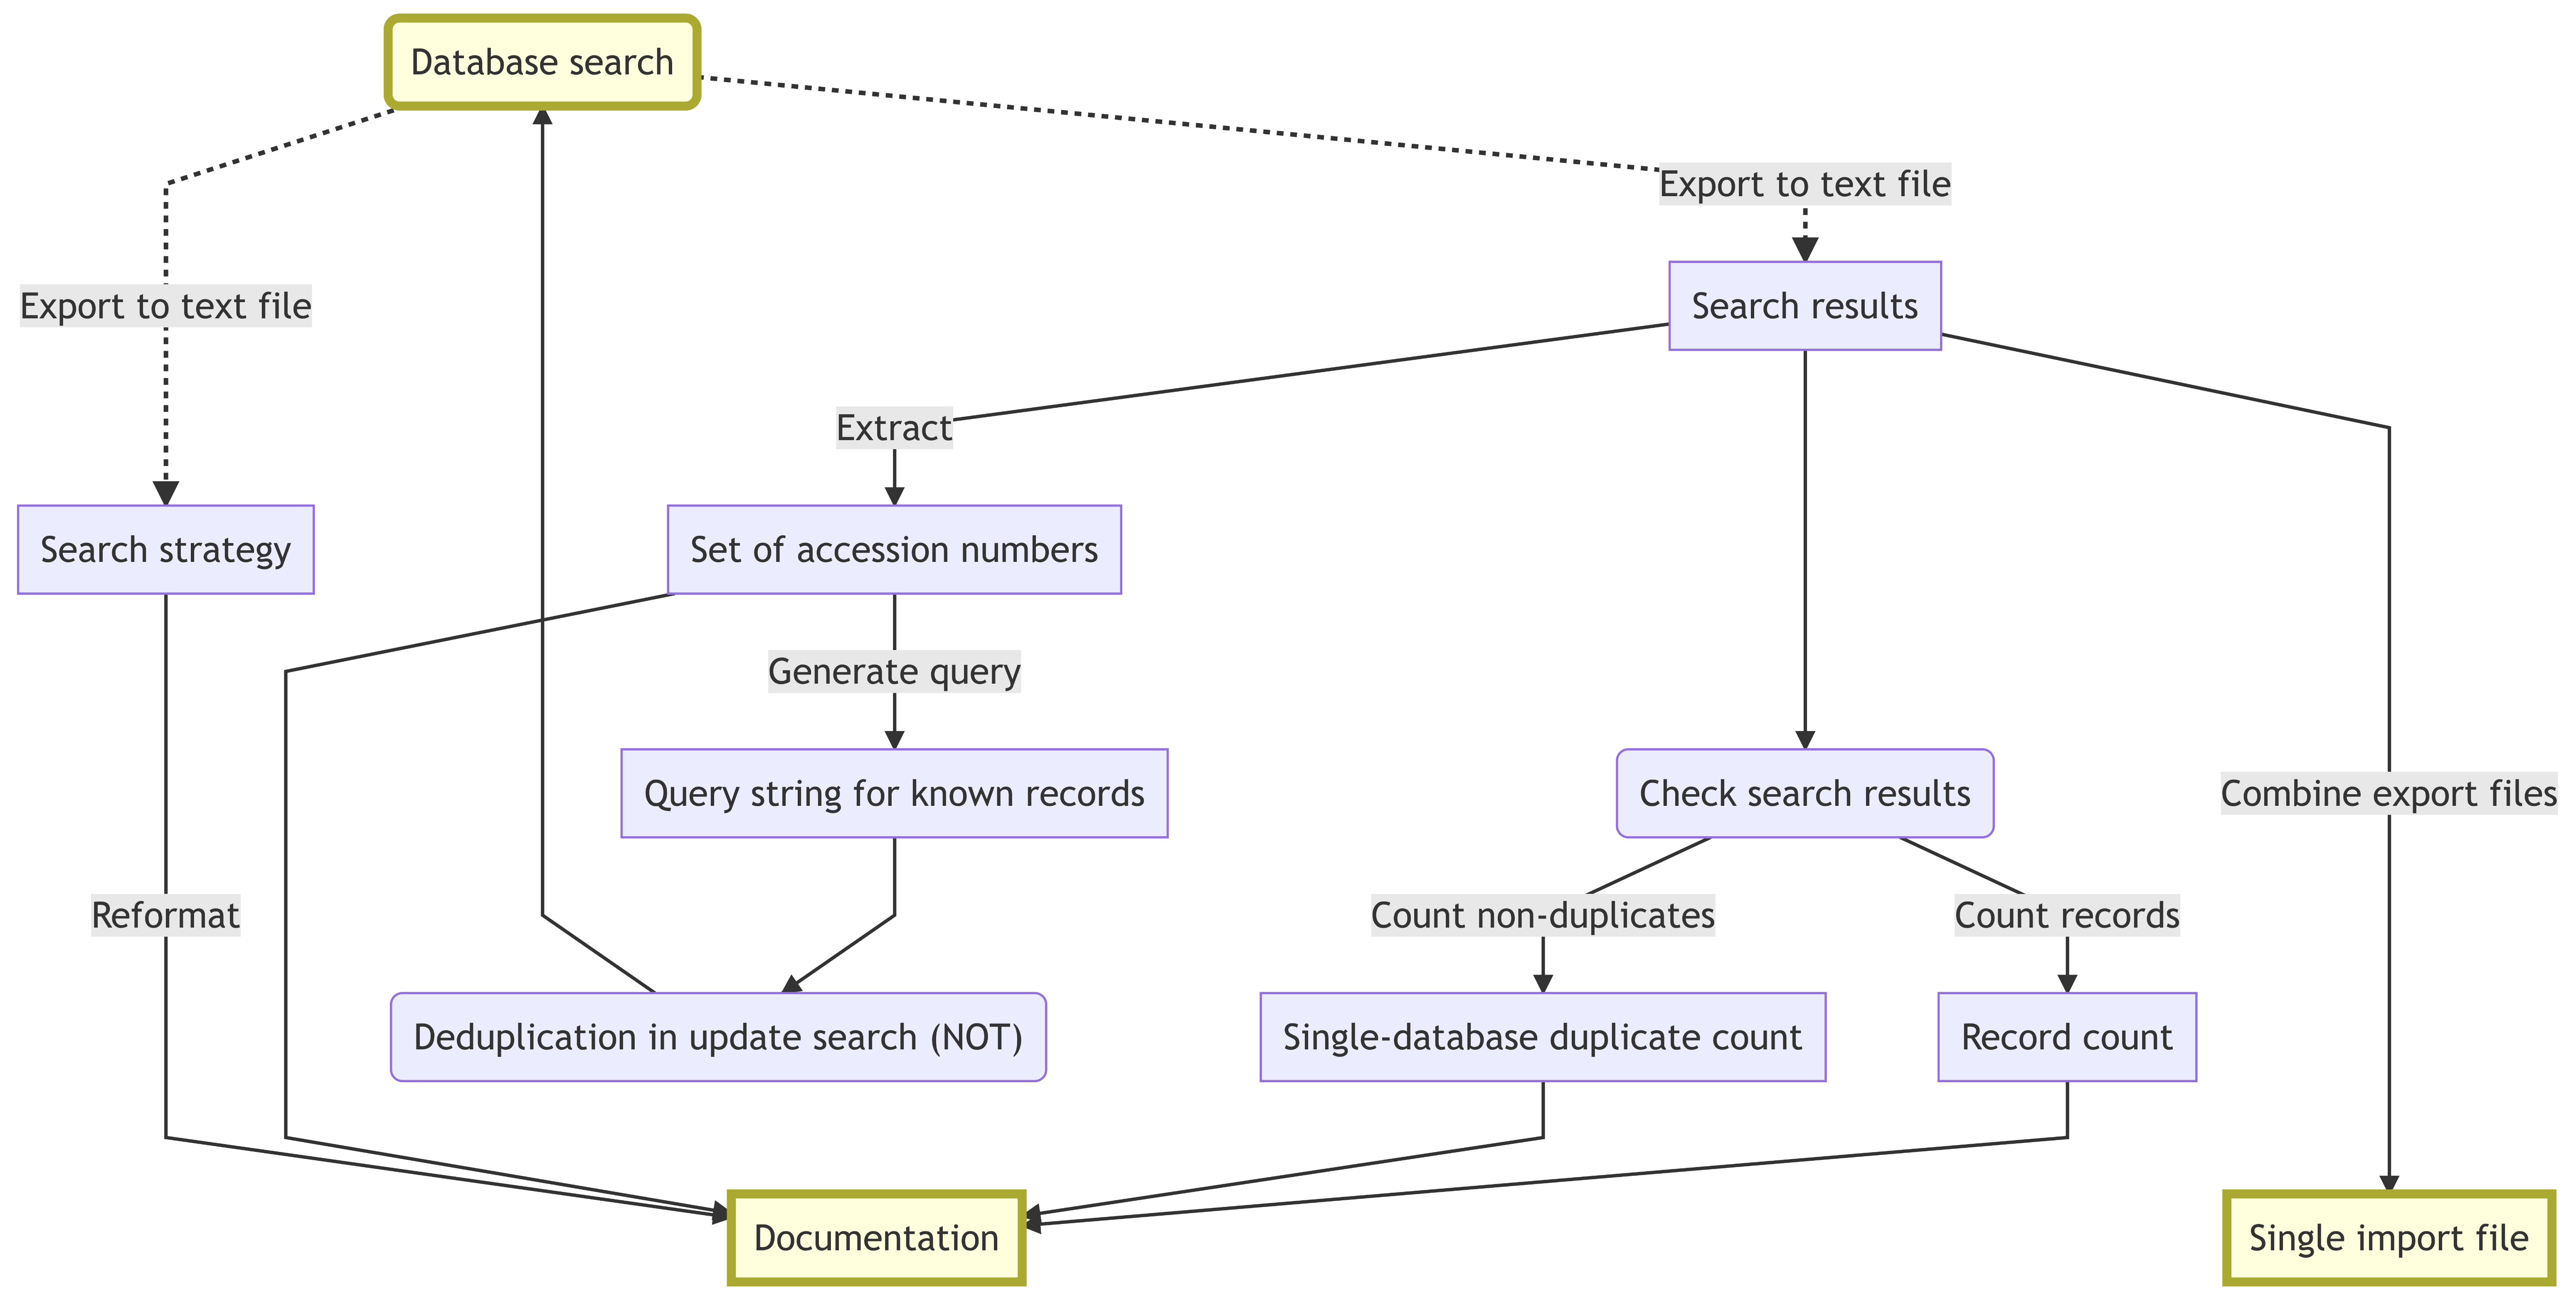 Database search
Export to text file
Export to text file
Search results
Extract
Search strategy
Set of accession numbers
Generate query
Query string for known records
Check search results
Combine export files
Reformat
Count non-duplicates
Count records
Deduplication in update search (NOT)
Single-database duplicate count
Record count
Documentation
Single import file